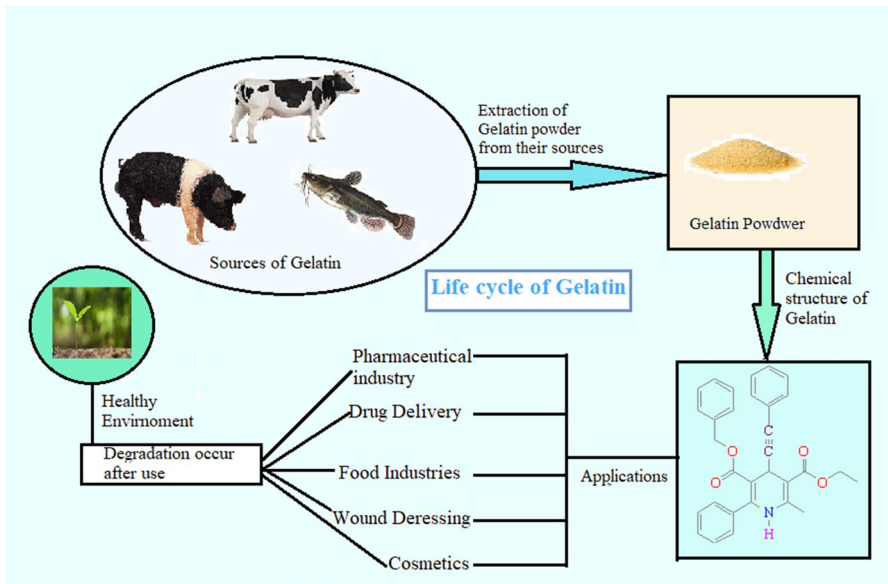 Extraction of
Gelatin powder
from their sources
Sources of Gelatin
Gelatin Powdwer
Life cycle of Gelatin
Chemical
structure of
Gelatin
Healthy
Envirnoment
Degradation occur
after use
Pharmaceutical
industry
Drug Delivery
Food Industries
Wound Deressing
Cosmetics
Applications
C
C
O
O
O
O
N
H